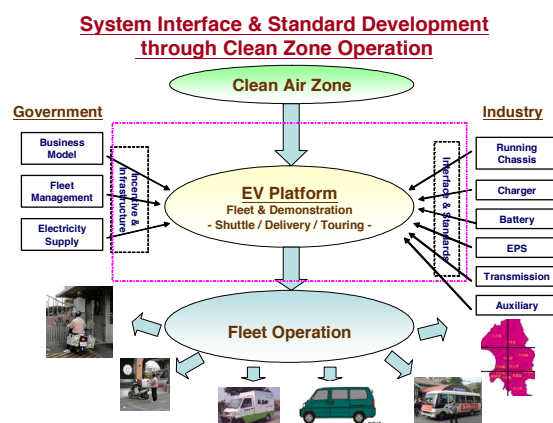 System Interface & Standard Development
through Clean Zone Operation
Clean Air Zone
Government
Industry
Business
Model
Fleet
Management
Electricity
Supply
Incentive &
Infrastructure
EV Platform
Fleet & Demonstration
- Shuttle / Delivery / Touring -
Interface & Standards
Running
Chassis
Charger
Battery
EPS
Transmission
Auxiliary
Fleet Operation